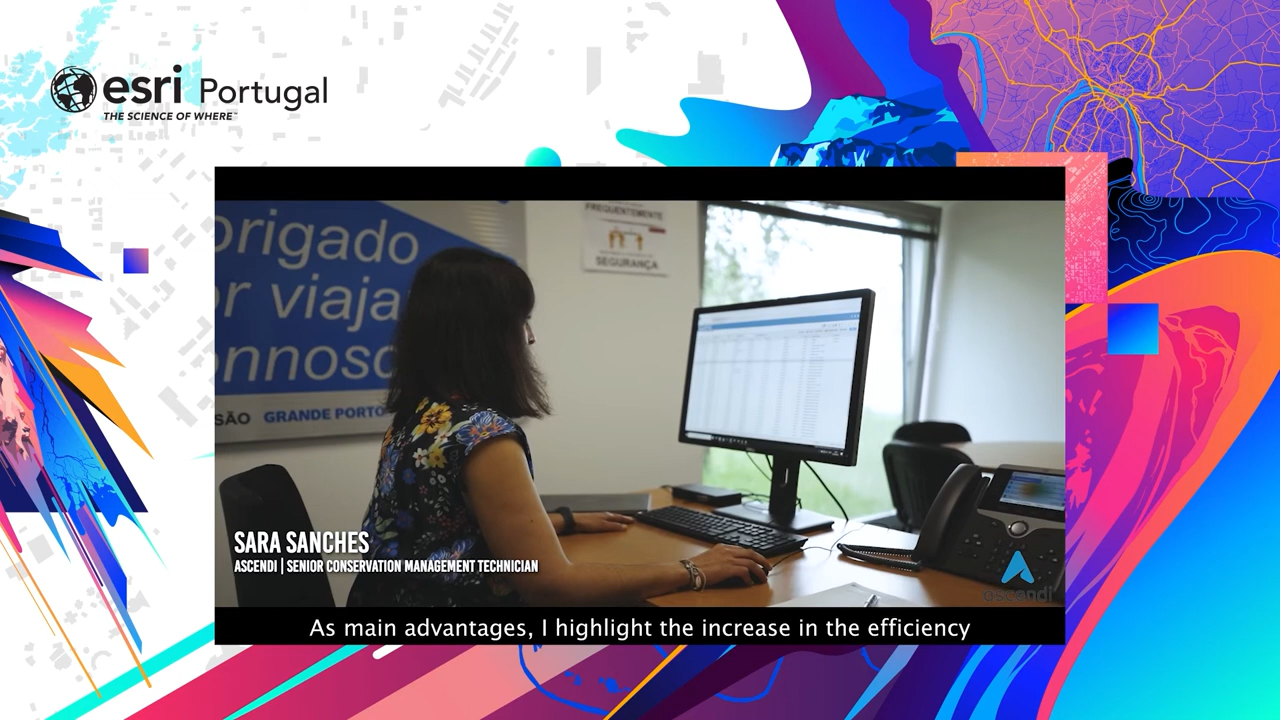 esri Portugal
THE SCIENCE OF WHERE™
origado
r viaja
onnosc
SÃO GRANDE PORTO
FREQUENTEMENTE
SEGURANÇA
SARA SANCHES
ASCENDI | SENIOR CONSERVATION MANAGEMENT TECHNICIAN
ascendi
As main advantages, I highlight the increase in the efficiency